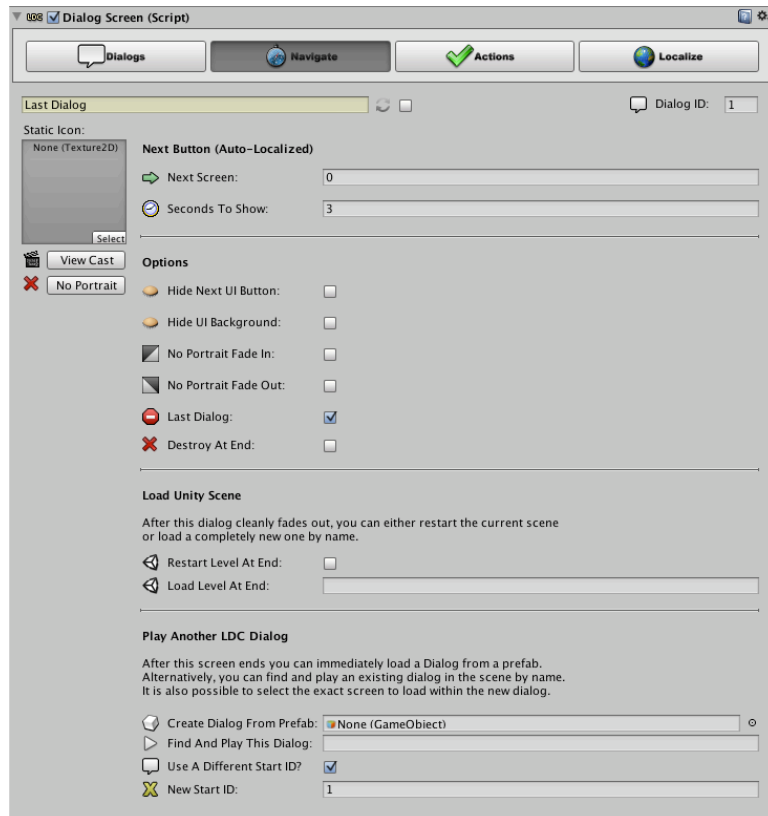 LDC Dialog Screen (Script)
Dialogs Navigate Actions Localize
Last Dialog Dialog ID: 1
Static Icon:
None (Texture2D)
Select
View Cast
No Portrait
Next Button (Auto-Localized)
Next Screen: 0
Seconds To Show: 3
Options
Hide Next UI Button:
Hide UI Background:
No Portrait Fade In:
No Portrait Fade Out:
Last Dialog:
Destroy At End:
Load Unity Scene
After this dialog cleanly fades out, you can either restart the current scene
or load a completely new one by name.
Restart Level At End:
Load Level At End:
Play Another LDC Dialog
After this screen ends you can immediately load a Dialog from a prefab.
Alternatively, you can find and play an existing dialog in the scene by name.
It is also possible to select the exact screen to load within the new dialog.
Create Dialog From Prefab: None (GameObject)
Find And Play This Dialog:
Use A Different Start ID?
New Start ID: 1